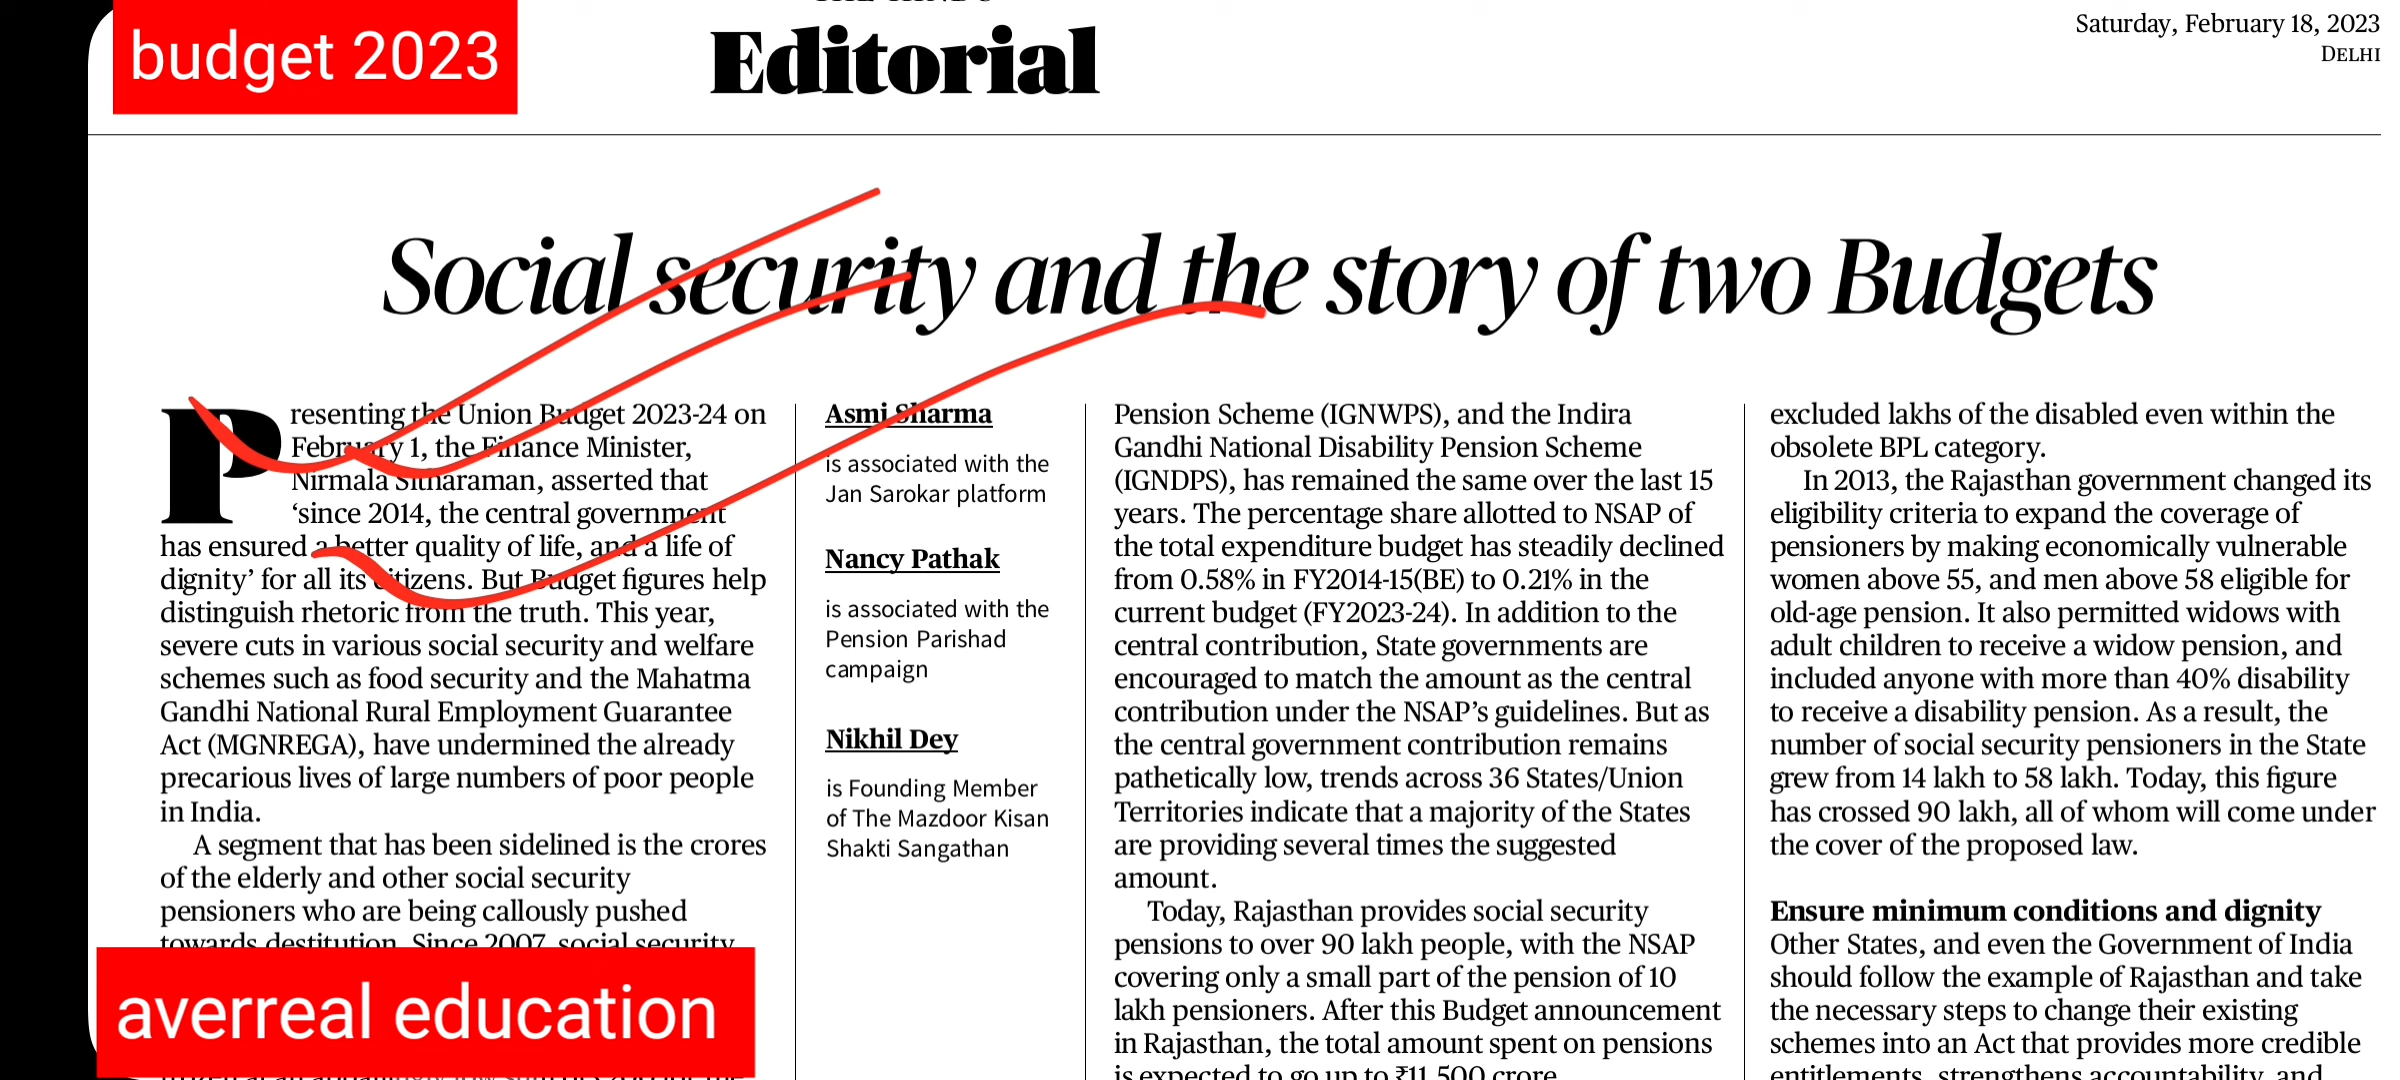 budget 2023
Editorial
Saturday, February 18, 2023
DELHI
Social security and the story of two Budgets
Presenting the Union Budget 2023-24 on
February 1, the Finance Minister,
Nirmala Sitharaman, asserted that
‘since 2014, the central government
has ensured a better quality of life, and a life of
dignity’ for all its citizens. But Budget figures help
distinguish rhetoric from the truth. This year,
severe cuts in various social security and welfare
schemes such as food security and the Mahatma
Gandhi National Rural Employment Guarantee
Act (MGNREGA), have undermined the already
precarious lives of large numbers of poor people
in India.
A segment that has been sidelined is the crores
of the elderly and other social security
pensioners who are being callously pushed
towards destitution. Since 2007, social security
averreal education
Asmi Sharma
is associated with the
Jan Sarokar platform
Nancy Pathak
is associated with the
Pension Parishad
campaign
Nikhil Dey
is Founding Member
of The Mazdoor Kisan
Shakti Sangathan
Pension Scheme (IGNWPS), and the Indira
Gandhi National Disability Pension Scheme
(IGNDPS), has remained the same over the last 15
years. The percentage share allotted to NSAP of
the total expenditure budget has steadily declined
from 0.58% in FY2014-15(BE) to 0.21% in the
current budget (FY2023-24). In addition to the
central contribution, State governments are
encouraged to match the amount as the central
contribution under the NSAP’s guidelines. But as
the central government contribution remains
pathetically low, trends across 36 States/Union
Territories indicate that a majority of the States
are providing several times the suggested
amount.
Today, Rajasthan provides social security
pensions to over 90 lakh people, with the NSAP
covering only a small part of the pension of 10
lakh pensioners. After this Budget announcement
in Rajasthan, the total amount spent on pensions
is expected to go up to ₹11,500 crore.
excluded lakhs of the disabled even within the
obsolete BPL category.
In 2013, the Rajasthan government changed its
eligibility criteria to expand the coverage of
pensioners by making economically vulnerable
women above 55, and men above 58 eligible for
old-age pension. It also permitted widows with
adult children to receive a widow pension, and
included anyone with more than 40% disability
to receive a disability pension. As a result, the
number of social security pensioners in the State
grew from 14 lakh to 58 lakh. Today, this figure
has crossed 90 lakh, all of whom will come under
the cover of the proposed law.
Ensure minimum conditions and dignity
Other States, and even the Government of India
should follow the example of Rajasthan and take
the necessary steps to change their existing
schemes into an Act that provides more credible
entitlements, strengthens accountability, and